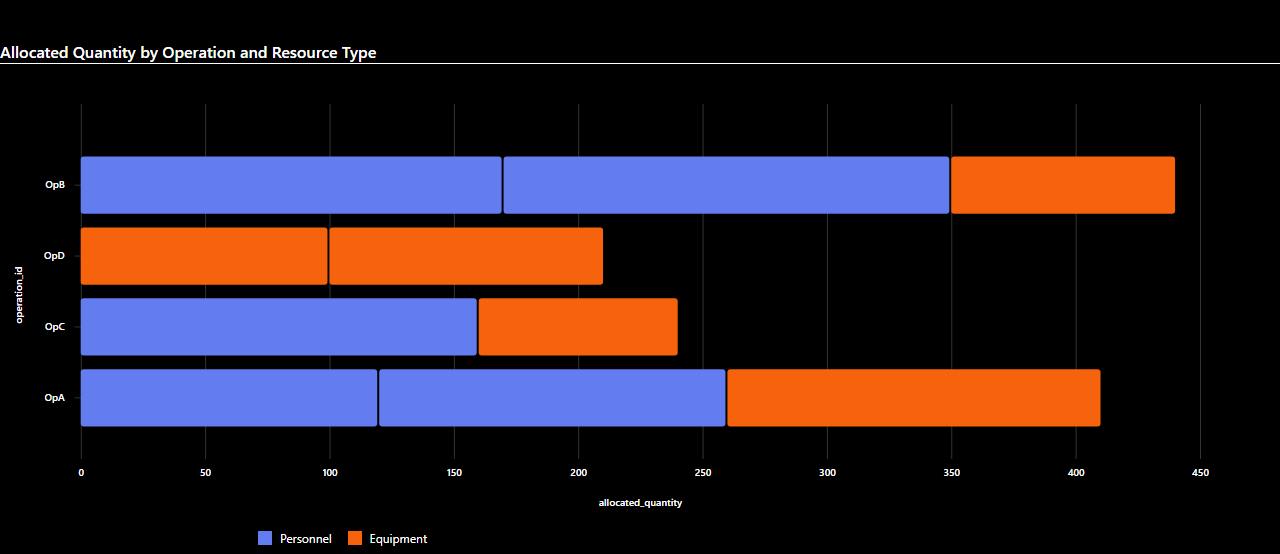 Allocated Quantity by Operation and Resource Type
OpB
OpD
OpC
OpA
operation_id
0 50 100 150 200 250 300 350 400 450
allocated_quantity
Personnel Equipment